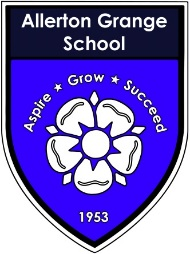 Allerton Grange
School
Aspire ★ Grow ★ Succeed
1953